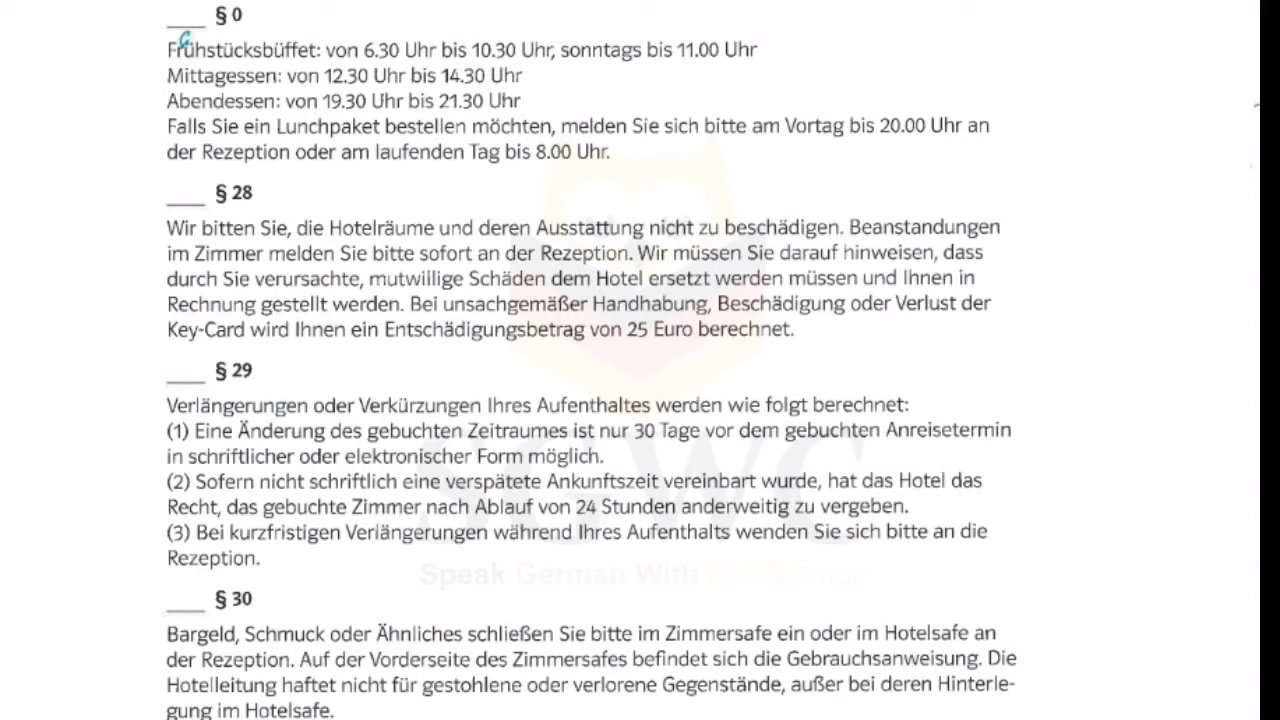 ____ § 0
Frühstücksbüffet: von 6.30 Uhr bis 10.30 Uhr, sonntags bis 11.00 Uhr
Mittagessen: von 12.30 Uhr bis 14.30 Uhr
Abendessen: von 19.30 Uhr bis 21.30 Uhr
Falls Sie ein Lunchpaket bestellen möchten, melden Sie sich bitte am Vortag bis 20.00 Uhr an
der Rezeption oder am laufenden Tag bis 8.00 Uhr.
____ § 28
Wir bitten Sie, die Hotelräume und deren Ausstattung nicht zu beschädigen. Beanstandungen
im Zimmer melden Sie bitte sofort an der Rezeption. Wir müssen Sie darauf hinweisen, dass
durch Sie verursachte, mutwillige Schäden dem Hotel ersetzt werden müssen und Ihnen in
Rechnung gestellt werden. Bei unsachgemäßer Handhabung, Beschädigung oder Verlust der
Key-Card wird Ihnen ein Entschädigungsbetrag von 25 Euro berechnet.
____ § 29
Verlängerungen oder Verkürzungen Ihres Aufenthaltes werden wie folgt berechnet:
(1) Eine Änderung des gebuchten Zeitraumes ist nur 30 Tage vor dem gebuchten Anreisetermin
in schriftlicher oder elektronischer Form möglich.
(2) Sofern nicht schriftlich eine verspätete Ankunftszeit vereinbart wurde, hat das Hotel das
Recht, das gebuchte Zimmer nach Ablauf von 24 Stunden anderweitig zu vergeben.
(3) Bei kurzfristigen Verlängerungen während Ihres Aufenthalts wenden Sie sich bitte an die
Rezeption.
SGWC
Speak German With Confidence
____ § 30
Bargeld, Schmuck oder Ähnliches schließen Sie bitte im Zimmersafe ein oder im Hotelsafe an
der Rezeption. Auf der Vorderseite des Zimmersafes befindet sich die Gebrauchsanweisung. Die
Hotelleitung haftet nicht für gestohlene oder verlorene Gegenstände, außer bei deren Hinterle-
gung im Hotelsafe.